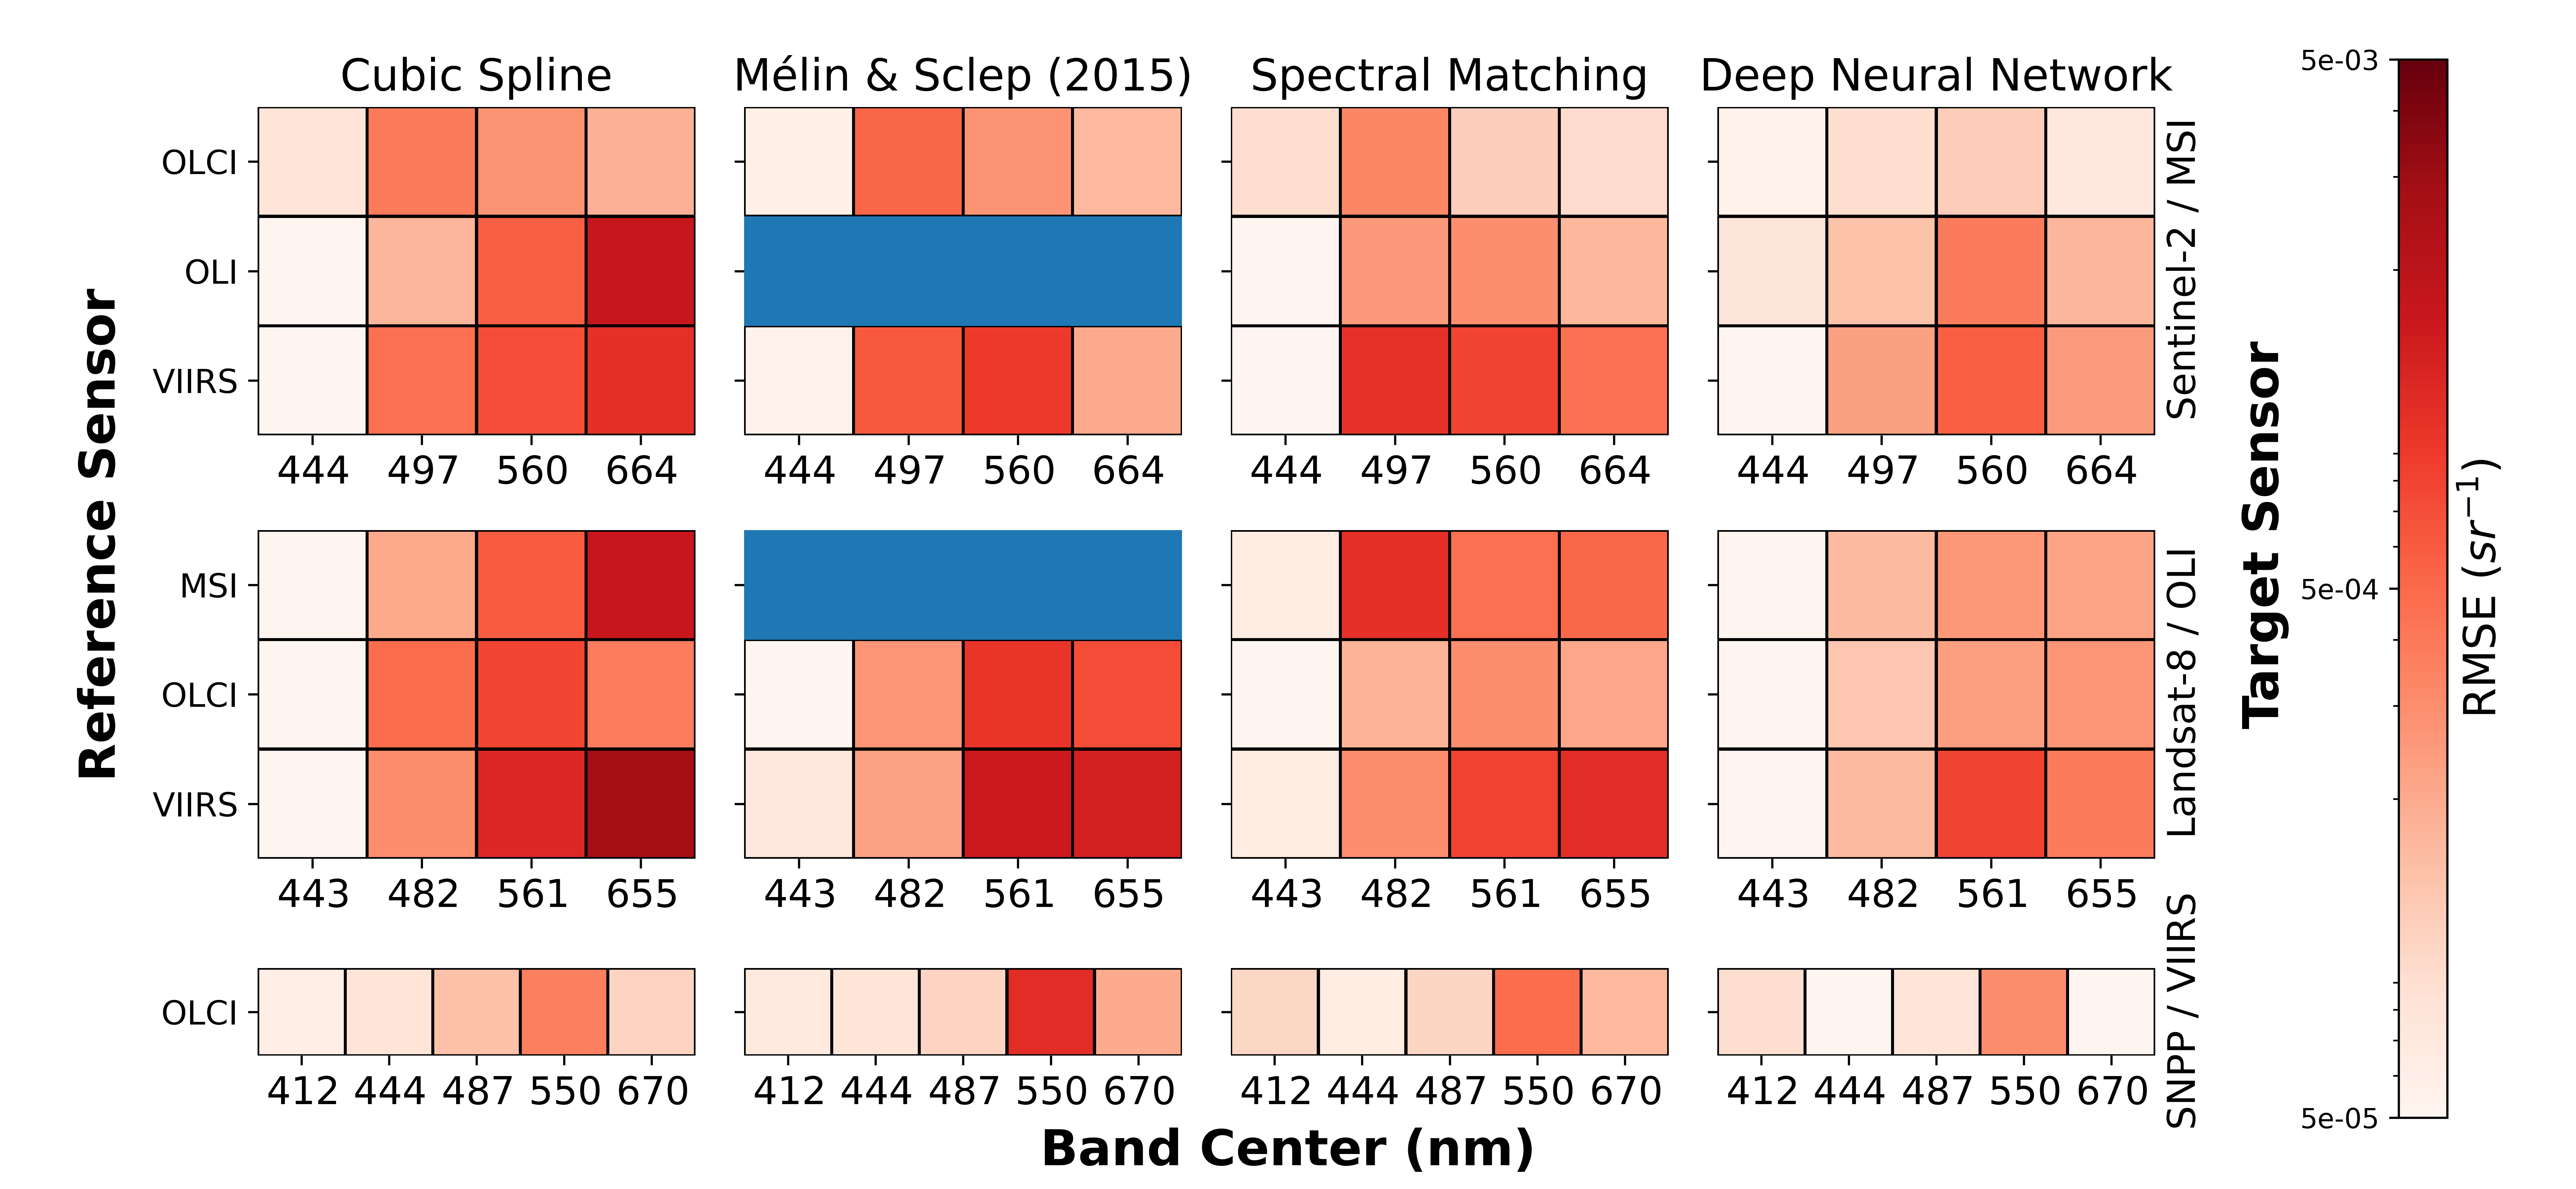 Cubic Spline
Mélin & Sclep (2015)
Spectral Matching
Deep Neural Network
Reference Sensor
OLCI
OLI
VIIRS
444 497 560 664
444 497 560 664
444 497 560 664
444 497 560 664
Sentinel-2 / MSI
MSI
OLCI
VIIRS
443 482 561 655
443 482 561 655
443 482 561 655
443 482 561 655
Landsat-8 / OLI
OLCI
412 444 487 550 670
412 444 487 550 670
412 444 487 550 670
412 444 487 550 670
SNPP / VIIRS
Band Center (nm)
Target Sensor
5e-03
5e-04
5e-05
RMSE (sr⁻¹)